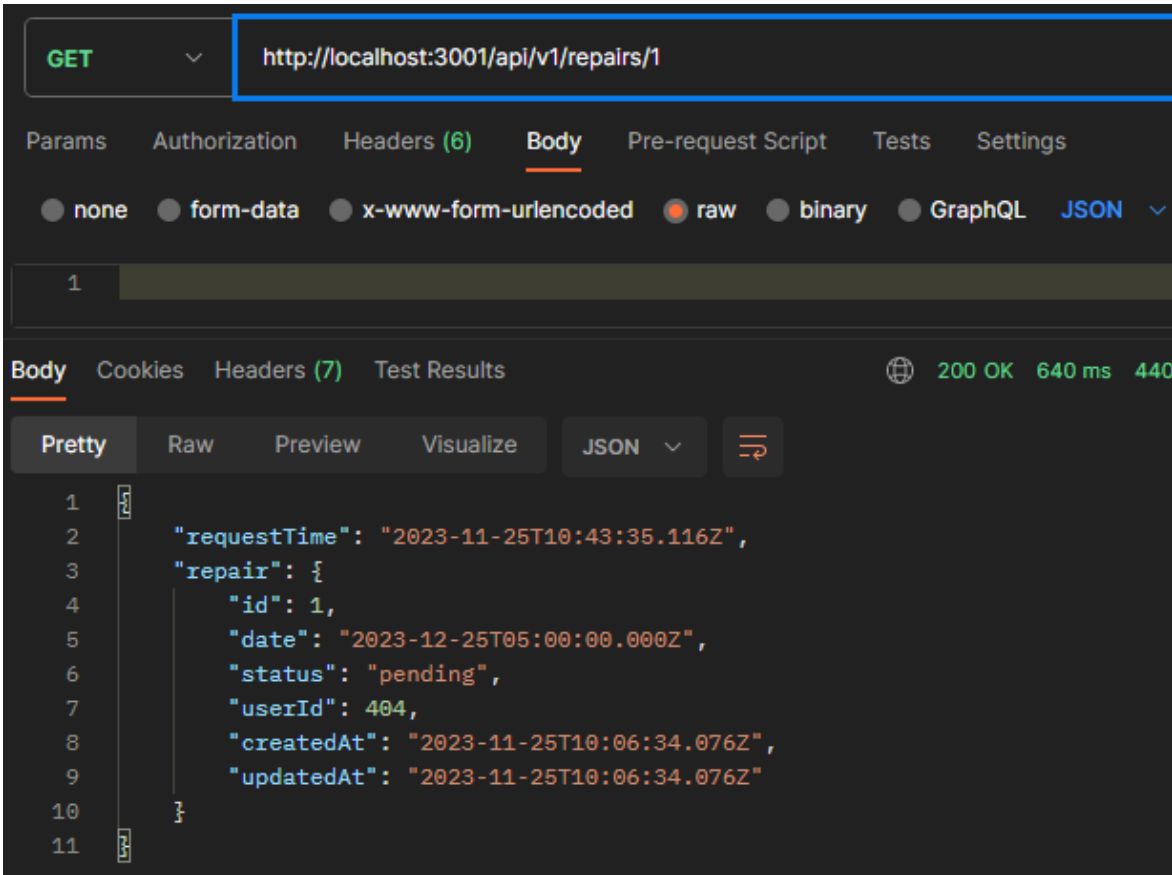 GET http://localhost:3001/api/v1/repairs/1
Params Authorization Headers (6) Body Pre-request Script Tests Settings
none form-data x-www-form-urlencoded raw binary GraphQL JSON
1
Body Cookies Headers (7) Test Results 200 OK 640 ms 440
Pretty Raw Preview Visualize JSON
1 {
2 "requestTime": "2023-11-25T10:43:35.116Z",
3 "repair": {
4 "id": 1,
5 "date": "2023-12-25T05:00:00.000Z",
6 "status": "pending",
7 "userId": 404,
8 "createdAt": "2023-11-25T10:06:34.076Z",
9 "updatedAt": "2023-11-25T10:06:34.076Z"
10 }
11 }